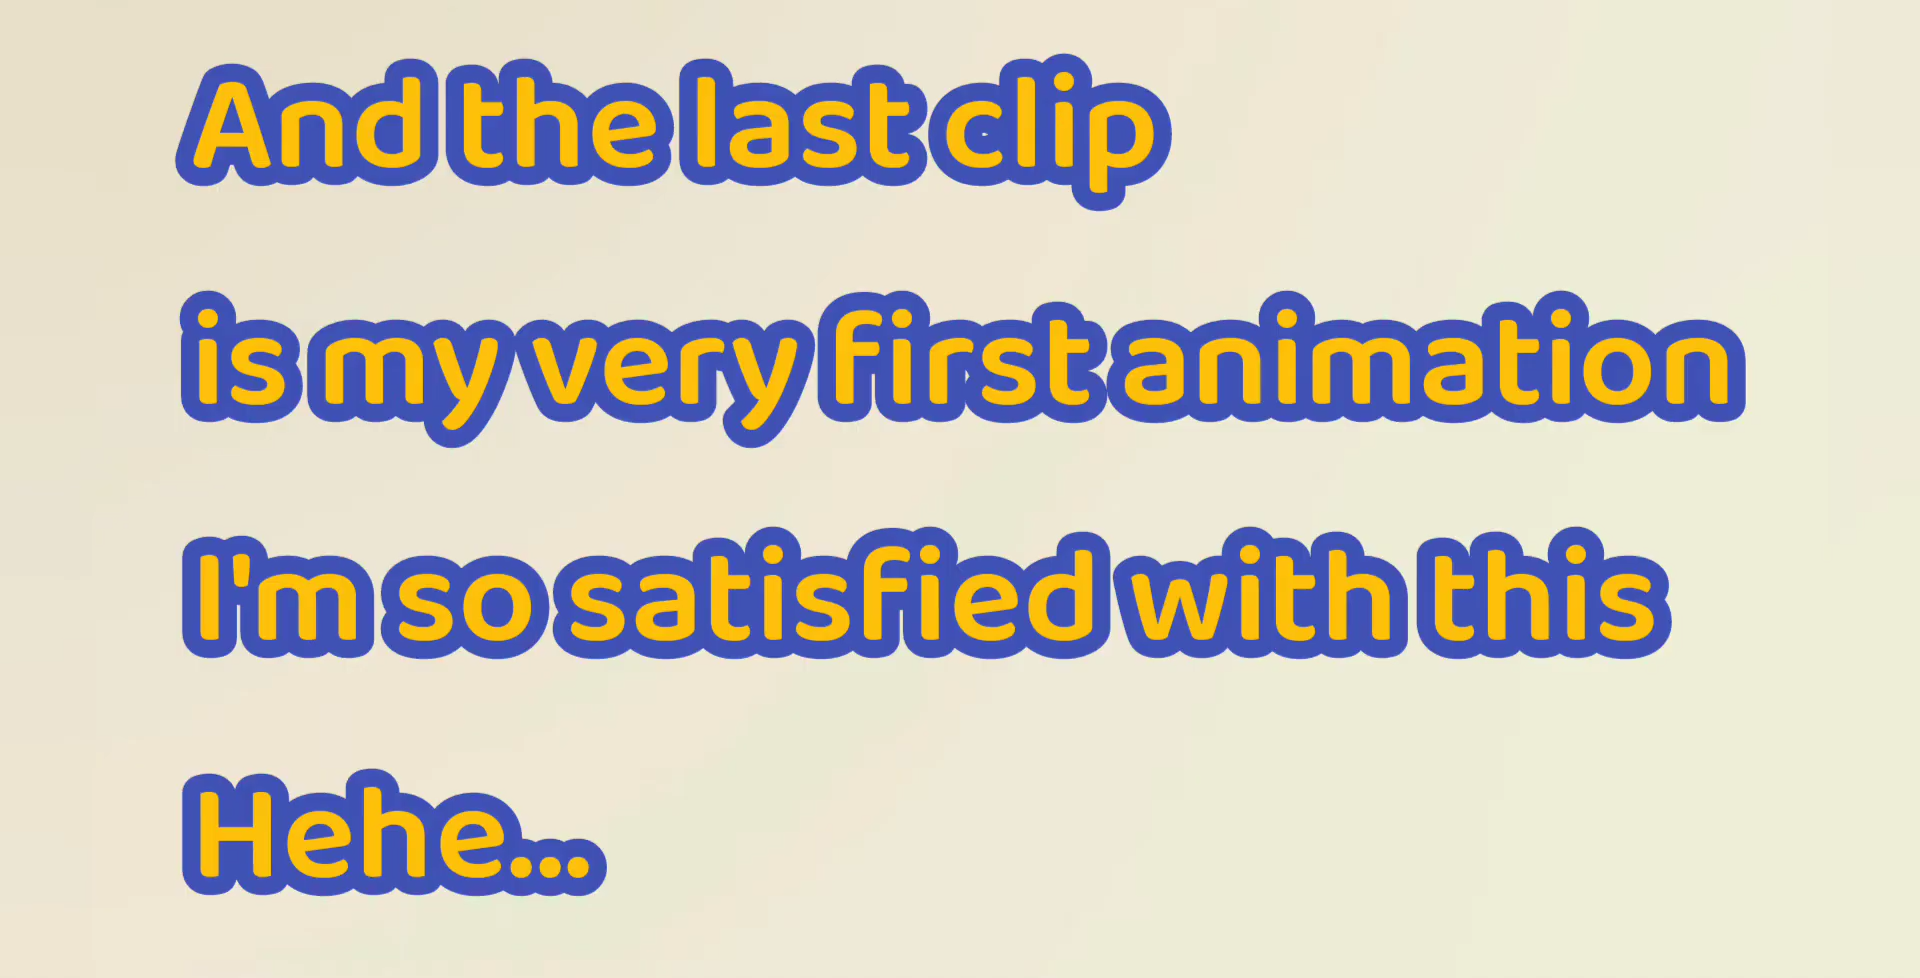 And the last clip
is my very first animation
I'm so satisfied with this
Hehe...